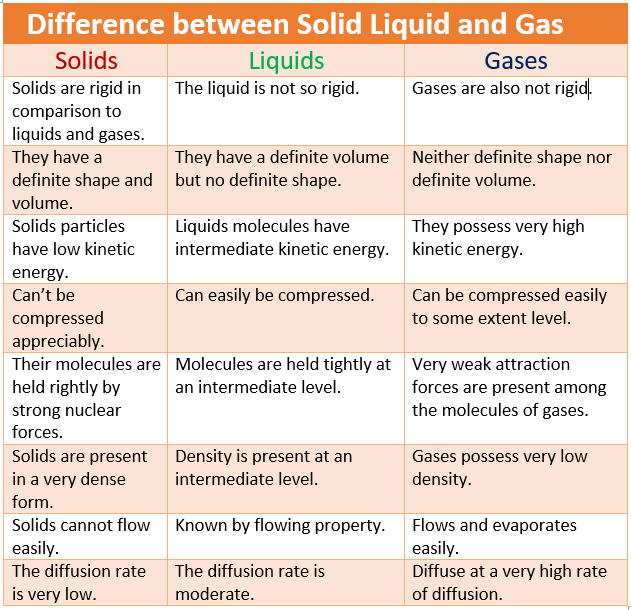 Difference between Solid Liquid and Gas
Solids
Liquids
Gases
Solids are rigid in
comparison to
liquids and gases.
The liquid is not so rigid.
Gases are also not rigid.
They have a
definite shape and
volume.
They have a definite volume
but no definite shape.
Neither definite shape nor
definite volume.
Solids particles
have low kinetic
energy.
Liquids molecules have
intermediate kinetic energy.
They possess very high
kinetic energy.
Can’t be
compressed
appreciably.
Can easily be compressed.
Can be compressed easily
to some extent level.
Their molecules are
held rightly by
strong nuclear
forces.
Molecules are held tightly at
an intermediate level.
Very weak attraction
forces are present among
the molecules of gases.
Solids are present
in a very dense
form.
Density is present at an
intermediate level.
Gases possess very low
density.
Solids cannot flow
easily.
Known by flowing property.
Flows and evaporates
easily.
The diffusion rate
is very low.
The diffusion rate is
moderate.
Diffuse at a very high rate
of diffusion.